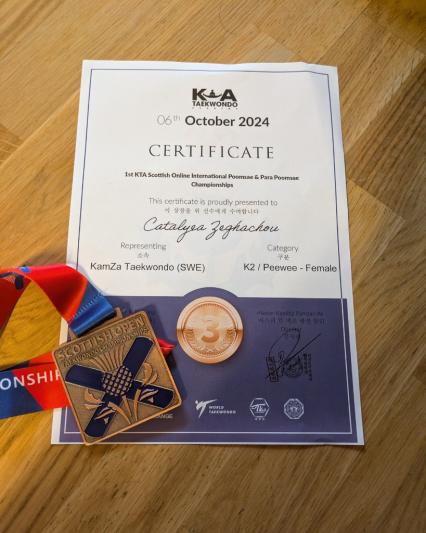 K A
TAEKWONDO
06th October 2024
CERTIFICATE
1st KTA Scottish Online International Poomsae & Para Poomsae
Championships
This certificate is proudly presented to
이 상장을 위 선수에게 수여합니다
Catalyea Zeghachou
Representing
소속
Category
구분
KamZa Taekwondo (SWE)
K2 / Peewee - Female
3
Director
SCOTTISH OPEN
ONSHIP
WORLD
TAEKWONDO